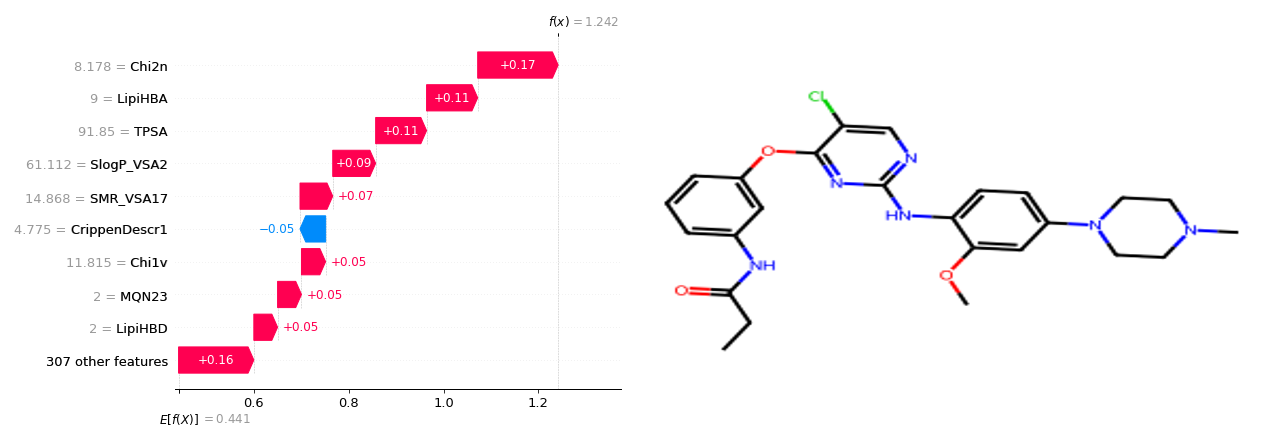 f(x) = 1.242
8.178 = Chi2n
+0.17
9 = LipiHBA
+0.11
91.85 = TPSA
+0.11
61.112 = SlogP_VSA2
+0.09
14.868 = SMR_VSA17
+0.07
4.775 = CrippenDescr1
−0.05
11.815 = Chi1v
+0.05
2 = MQN23
+0.05
2 = LipiHBD
+0.05
307 other features
+0.16
0.6 0.8 1.0 1.2
E[f(X)] = 0.441
Cl
O
N
N
HN
N
N
NH
O
O